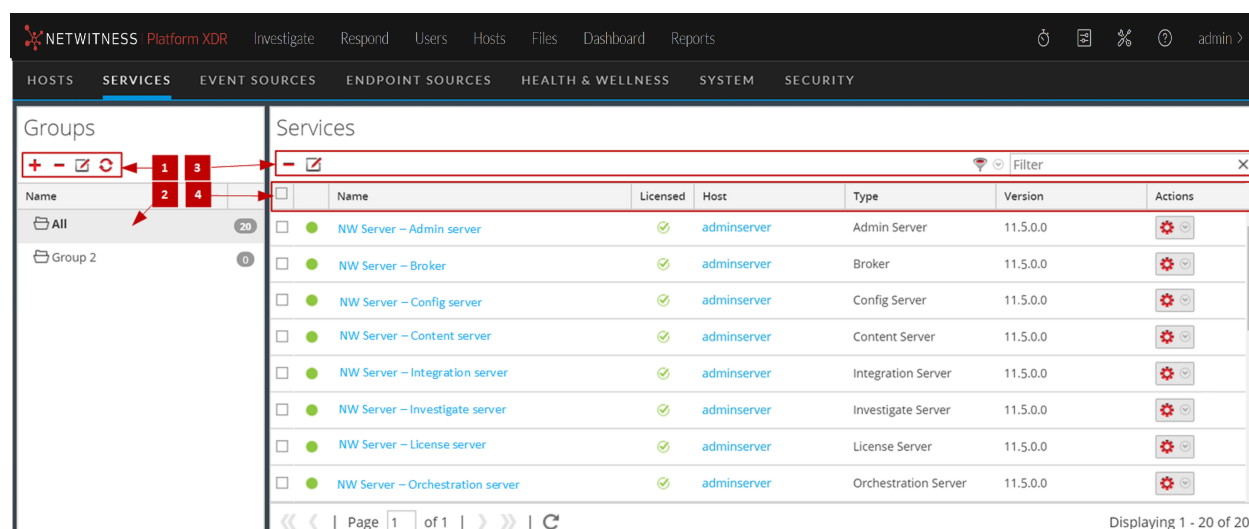 NETWITNESS Platform XDR Investigate Respond Users Hosts Files Dashboard Reports admin >
HOSTS SERVICES EVENT SOURCES ENDPOINT SOURCES HEALTH & WELLNESS SYSTEM SECURITY
Groups
Services
1 3
Filter X
2 4
Name
Name Licensed Host Type Version Actions
All 20
Group 2 0
NW Server – Admin server adminserver Admin Server 11.5.0.0
NW Server – Broker adminserver Broker 11.5.0.0
NW Server – Config server adminserver Config Server 11.5.0.0
NW Server – Content server adminserver Content Server 11.5.0.0
NW Server – Integration server adminserver Integration Server 11.5.0.0
NW Server – Investigate server adminserver Investigate Server 11.5.0.0
NW Server – License server adminserver License Server 11.5.0.0
NW Server – Orchestration server adminserver Orchestration Server 11.5.0.0
| Page 1 of 1 | | Displaying 1 - 20 of 20